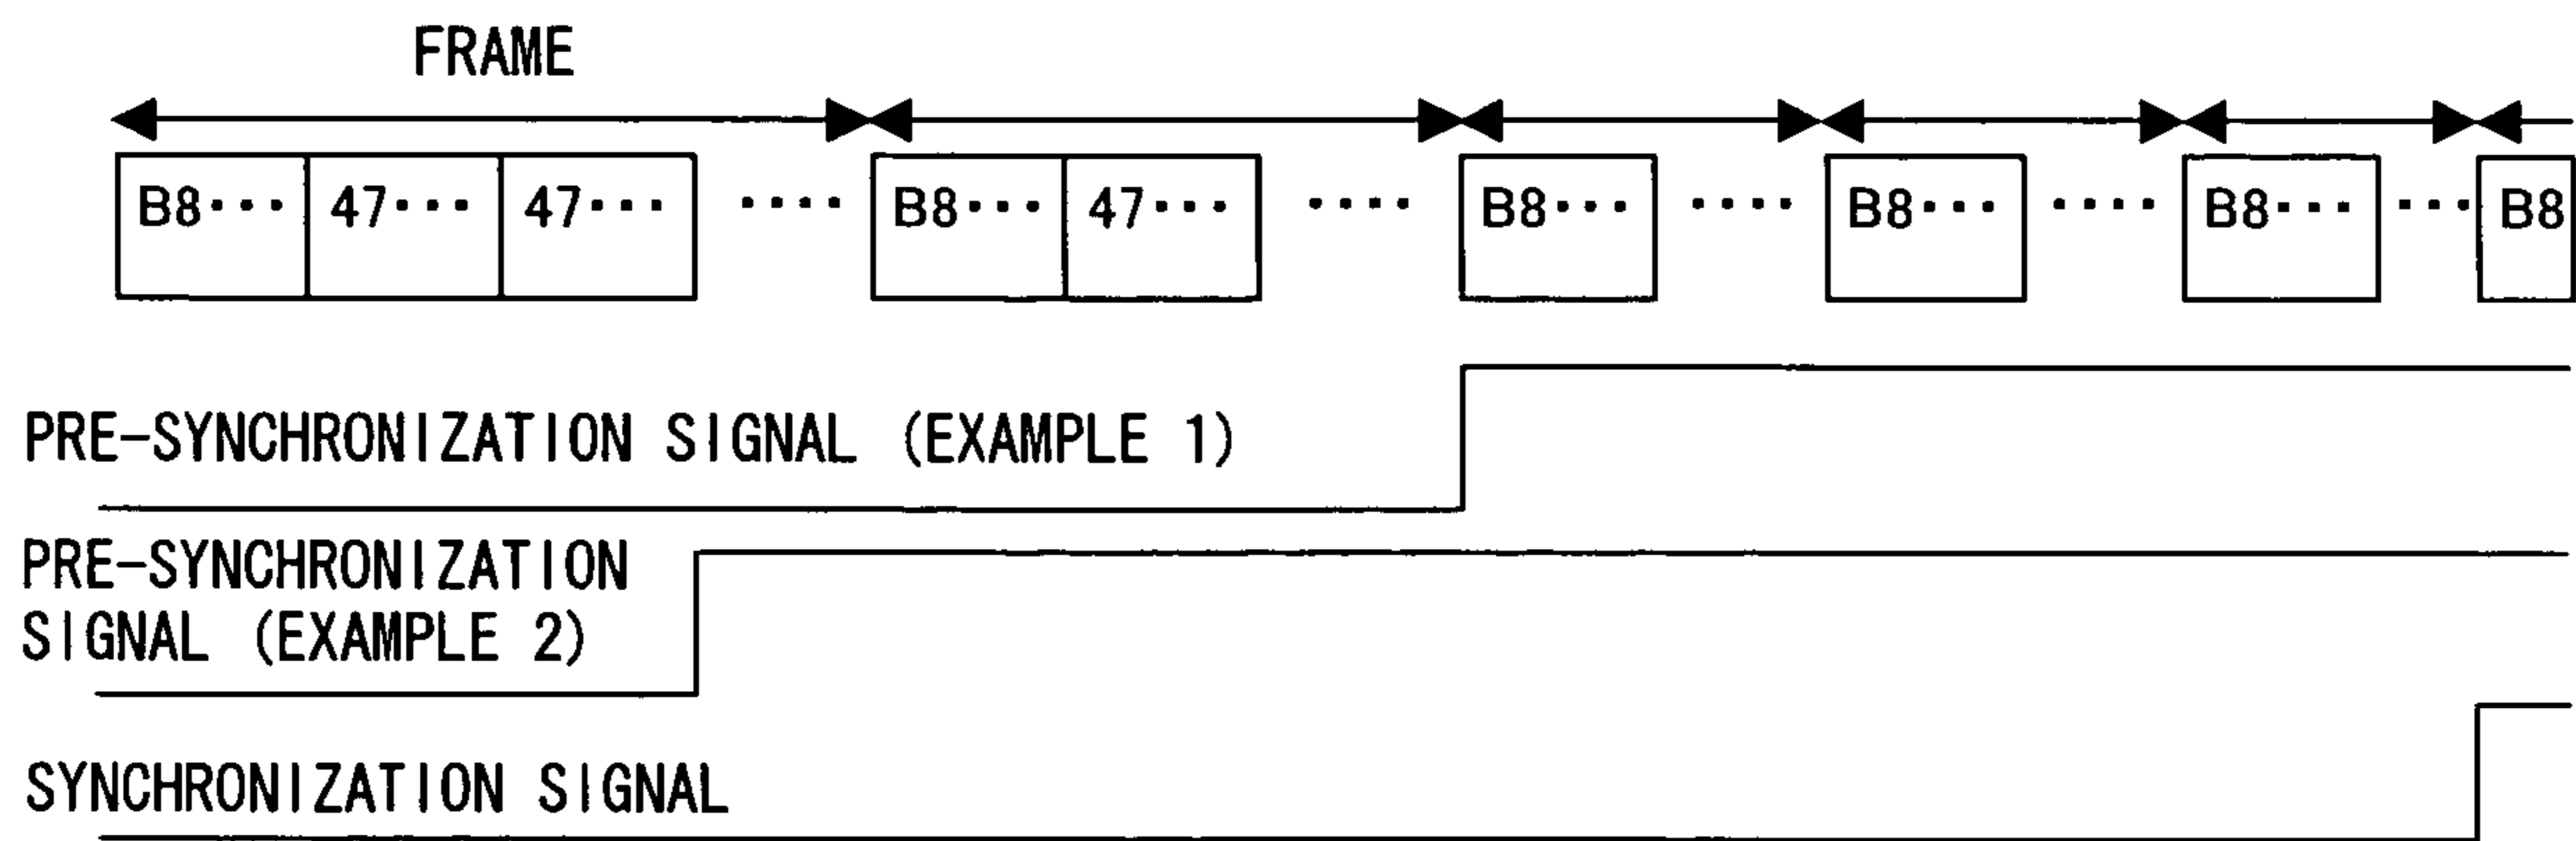 FRAME
B8··· 47··· 47··· ···· B8··· 47··· ···· B8··· ···· B8··· ···· B8··· ··· B8
PRE-SYNCHRONIZATION SIGNAL (EXAMPLE 1)
PRE-SYNCHRONIZATION
SIGNAL (EXAMPLE 2)
SYNCHRONIZATION SIGNAL